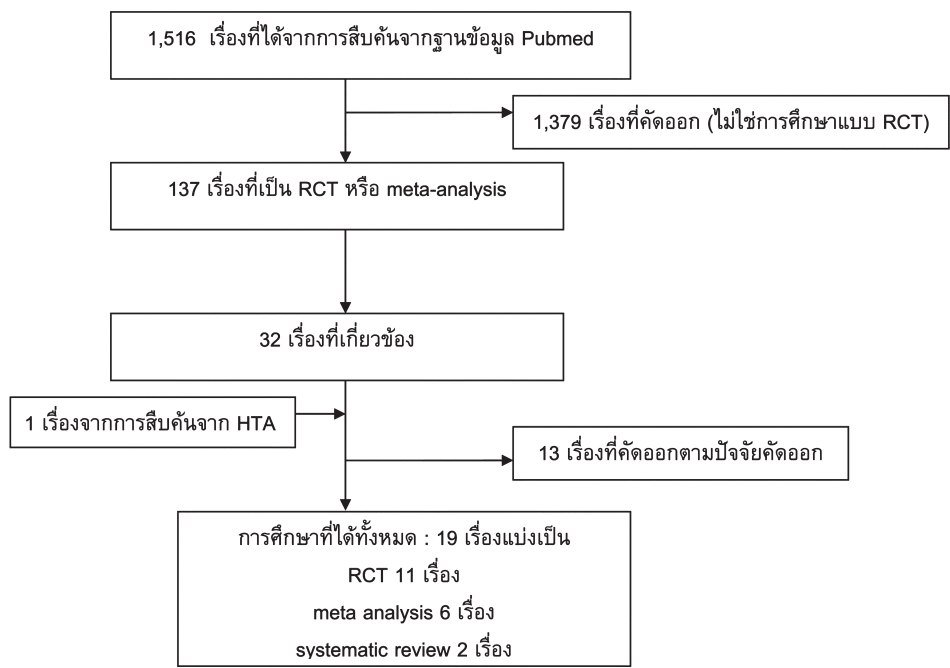 1,516 เรื่องที่ได้จากการสืบค้นจากฐานข้อมูล Pubmed
1,379 เรื่องที่คัดออก (ไม่ใช่การศึกษาแบบ RCT)
137 เรื่องที่เป็น RCT หรือ meta-analysis
32 เรื่องที่เกี่ยวข้อง
1 เรื่องจากการสืบค้นจาก HTA
13 เรื่องที่คัดออกตามปัจจัยคัดออก
การศึกษาที่ได้ทั้งหมด : 19 เรื่องแบ่งเป็น
RCT 11 เรื่อง
meta analysis 6 เรื่อง
systematic review 2 เรื่อง